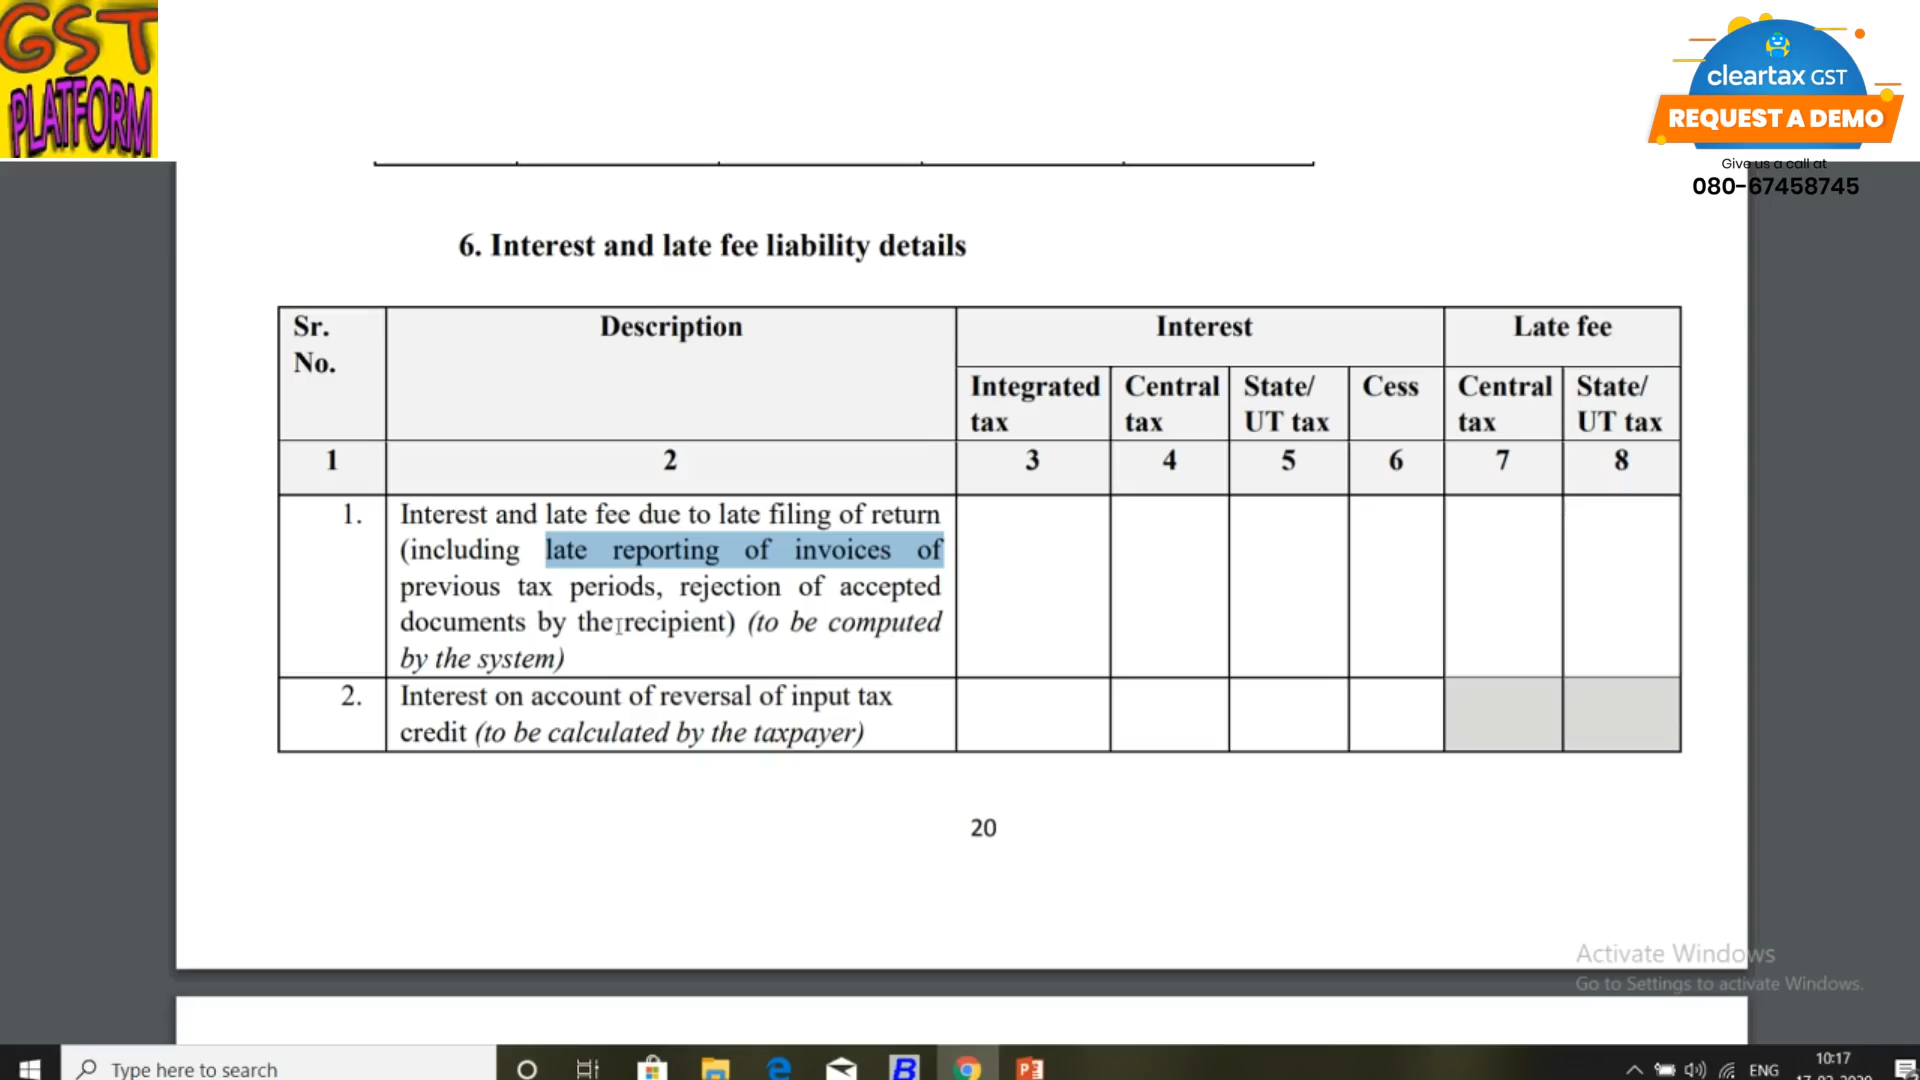 GST
PLATFORM
cleartax GST
REQUEST A DEMO
Give us a call at
080-67458745
6. Interest and late fee liability details
Sr. No. Description Interest Late fee
Integrated tax Central tax State/ UT tax Cess Central tax State/ UT tax
1 2 3 4 5 6 7 8
1. Interest and late fee due to late filing of return
(including late reporting of invoices of
previous tax periods, rejection of accepted
documents by the recipient) (to be computed
by the system)
2. Interest on account of reversal of input tax
credit (to be calculated by the taxpayer)
20
Activate Windows
Go to Settings to activate Windows.
Type here to search
ENG
10:17